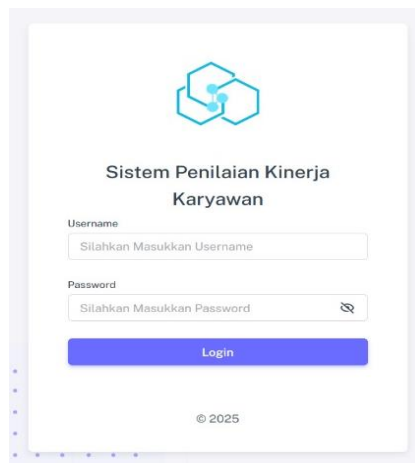 Sistem Penilaian Kinerja
Karyawan
Username
Silahkan Masukkan Username
Password
Silahkan Masukkan Password
Login
© 2025